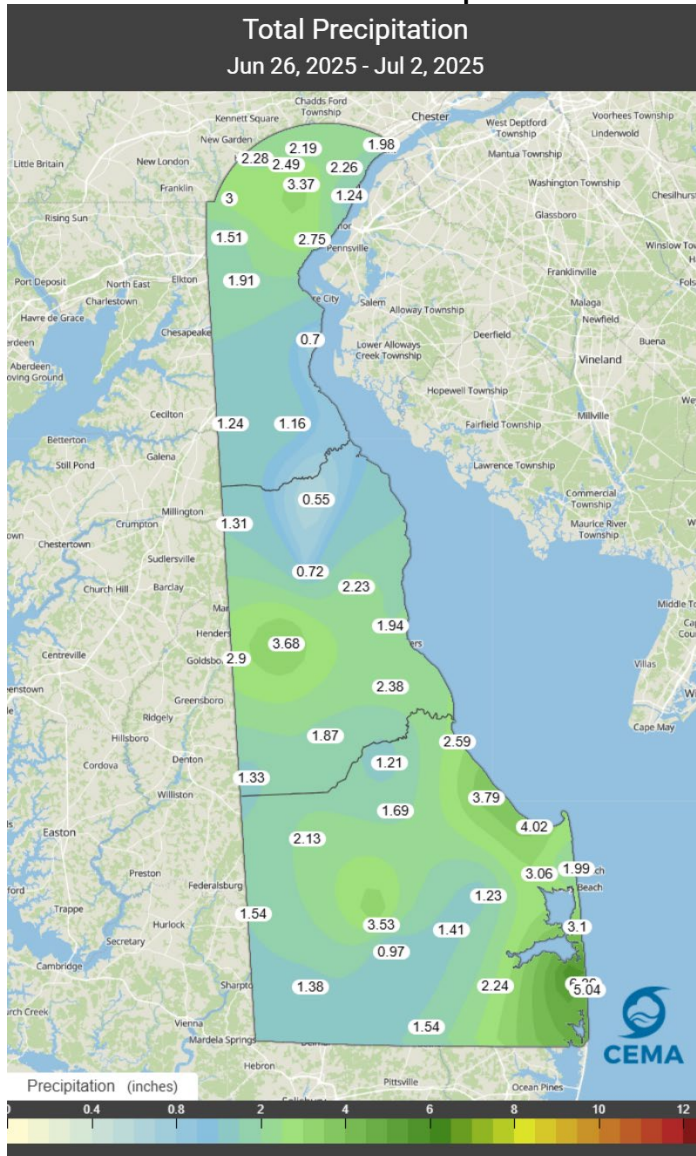 Total Precipitation
Jun 26, 2025 - Jul 2, 2025
Chadds Ford
Township
Chester
Kennett Square
West Deptford
Township
Voorhees Township
Lindenwold
New Garden
2.19
1.98
Mantua Township
Little Britain
New London
2.28
2.49
2.26
Franklin
3.37
1.24
Washington Township
3
Glassboro
Rising Sun
1.51
2.75
Pennsville
Elkton
1.91
Franklinville
Port Deposit
North East
Charlestown
Salem
Alloway Township
Malaga
Newfield
Havre de Grace
Chesapeake
0.7
Lower Alloways
Creek Township
Deerfield
Buena
Aberdeen
Vineland
Hopewell Township
Cecilton
1.24
1.16
Millville
Fairfield Township
Betterton
Galena
Still Pond
Lawrence Township
Millington
0.55
Commercial
Township
Crumpton
1.31
Maurice River
Township
Chestertown
Sudlersville
0.72
Church Hill
Barclay
2.23
1.94
3.68
Centreville
2.9
Villas
2.38
Greensboro
Ridgely
1.87
2.59
Cape May
Hillsboro
Denton
1.21
Cordova
1.33
Williston
3.79
1.69
4.02
Easton
2.13
Preston
3.06
1.99
Federalsburg
Beach
1.23
Trappe
1.54
3.53
Hurlock
1.41
3.1
Secretary
0.97
Cambridge
1.38
2.24
5.04
Vienna
1.54
Mardela Springs
CEMA
Hebron
Pittsville
Ocean Pines
Precipitation (inches)
0 0.4 0.8 2 4 6 8 10 12